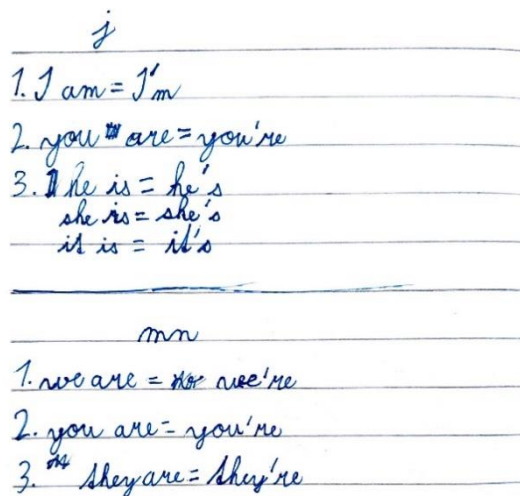 j
1. I am = I'm
2. you are = you're
3. he is = he's
she is = she's
it is = it's
mn
1. we are = we're
2. you are = you're
3. they are = they're